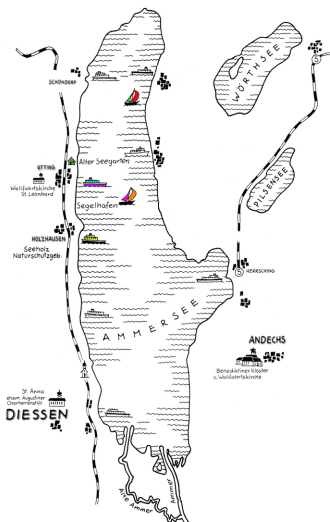 SCHONDORF
WÖRTHSEE
S
PILSENSEE
UTTING
Alter Seegarten
Wallfahrtskirche
St. Leonhard
Segelhafen
HOLZHAUSEN
Seeholz
Naturschutzgeb.
S HERRSCHING
AMMERSEE
ANDECHS
Benediktiner Kloster
u. Wallfahrtskirche
St. Anna
ehem. Augustiner
Chorherrenstift
DIESSEN
Alte Ammer
Ammer